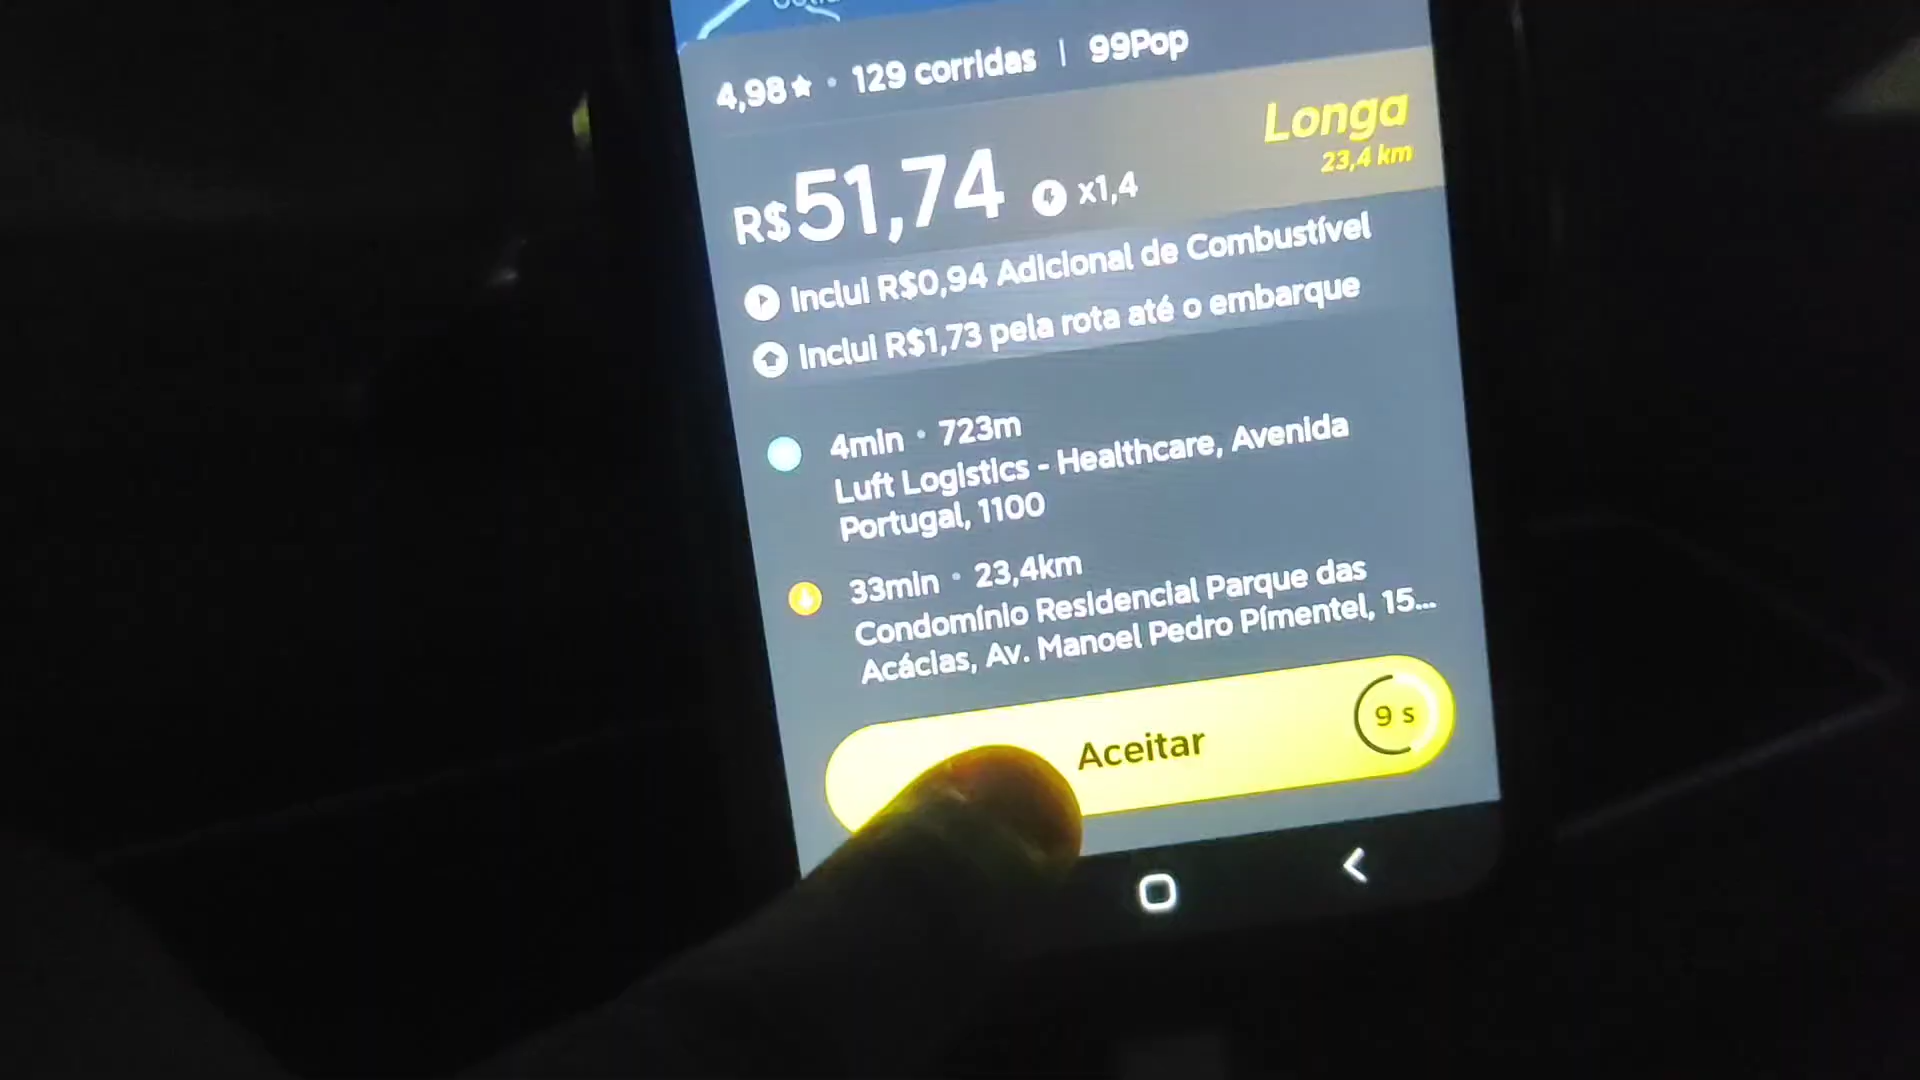 4,98★ • 129 corridas | 99Pop
Longa
23,4 km
R$51,74 x1,4
Inclui R$0,94 Adicional de Combustível
Inclui R$1,73 pela rota até o embarque
4min • 723m
Luft Logistics - Healthcare, Avenida
Portugal, 1100
33min • 23,4km
Condomínio Residencial Parque das
Acácias, Av. Manoel Pedro Pimentel, 15...
Aceitar
9 s